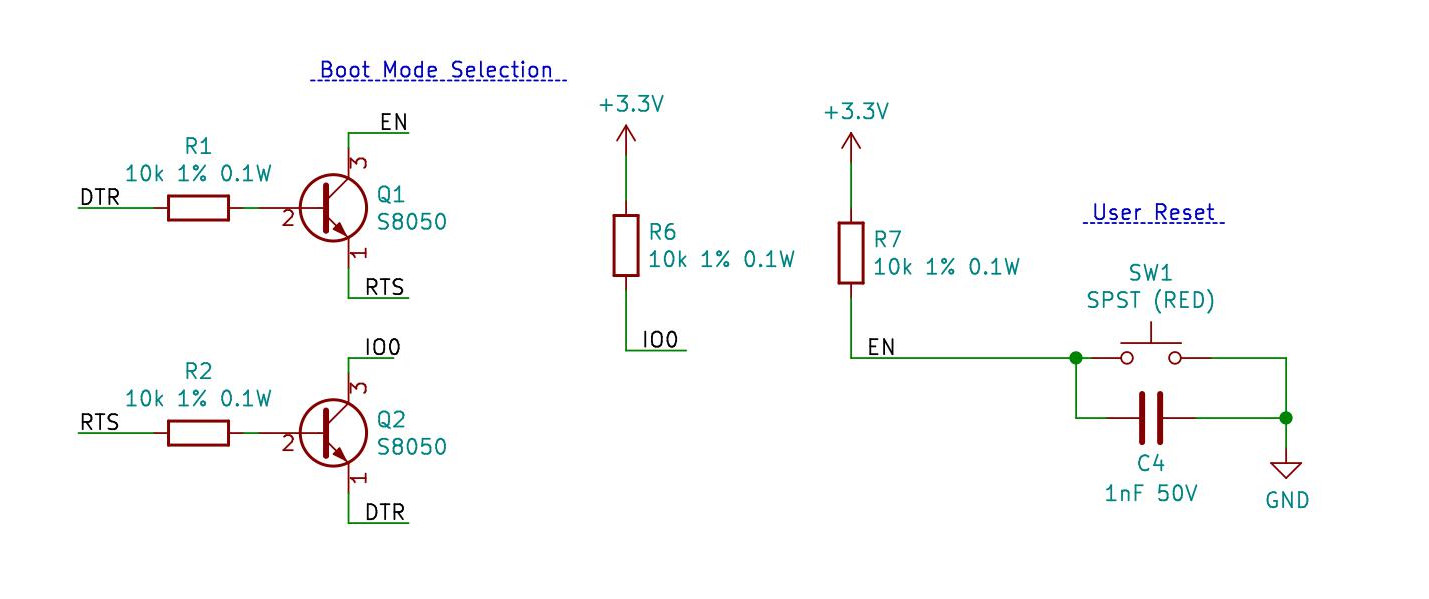 Boot Mode Selection
EN
R1
10k 1% 0.1W
DTR
2
3
1
Q1
S8050
RTS
IO0
R2
10k 1% 0.1W
RTS
2
3
1
Q2
S8050
DTR
+3.3V
R6
10k 1% 0.1W
IO0
+3.3V
R7
10k 1% 0.1W
EN
User Reset
SW1
SPST (RED)
C4
1nF 50V
GND